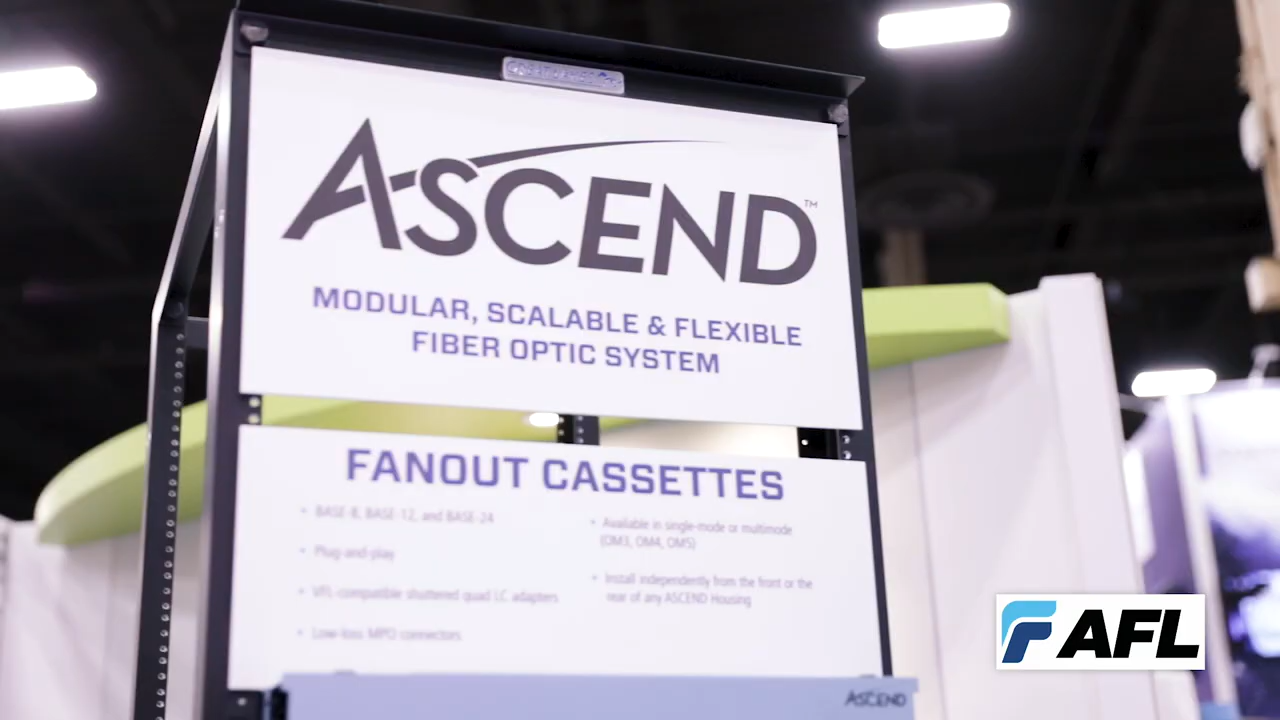 ASCEND™
MODULAR, SCALABLE & FLEXIBLE
FIBER OPTIC SYSTEM
FANOUT CASSETTES
• BASE-8, BASE-12, and BASE-24
• Plug-and-play
• VFL-compatible shuttered quad LC adapters
• Low-loss MPO connectors
• Available in single-mode or multimode
(OM3, OM4, OM5)
• Install independently from the front or the
rear of any ASCEND Housing
ASCEND
AFL